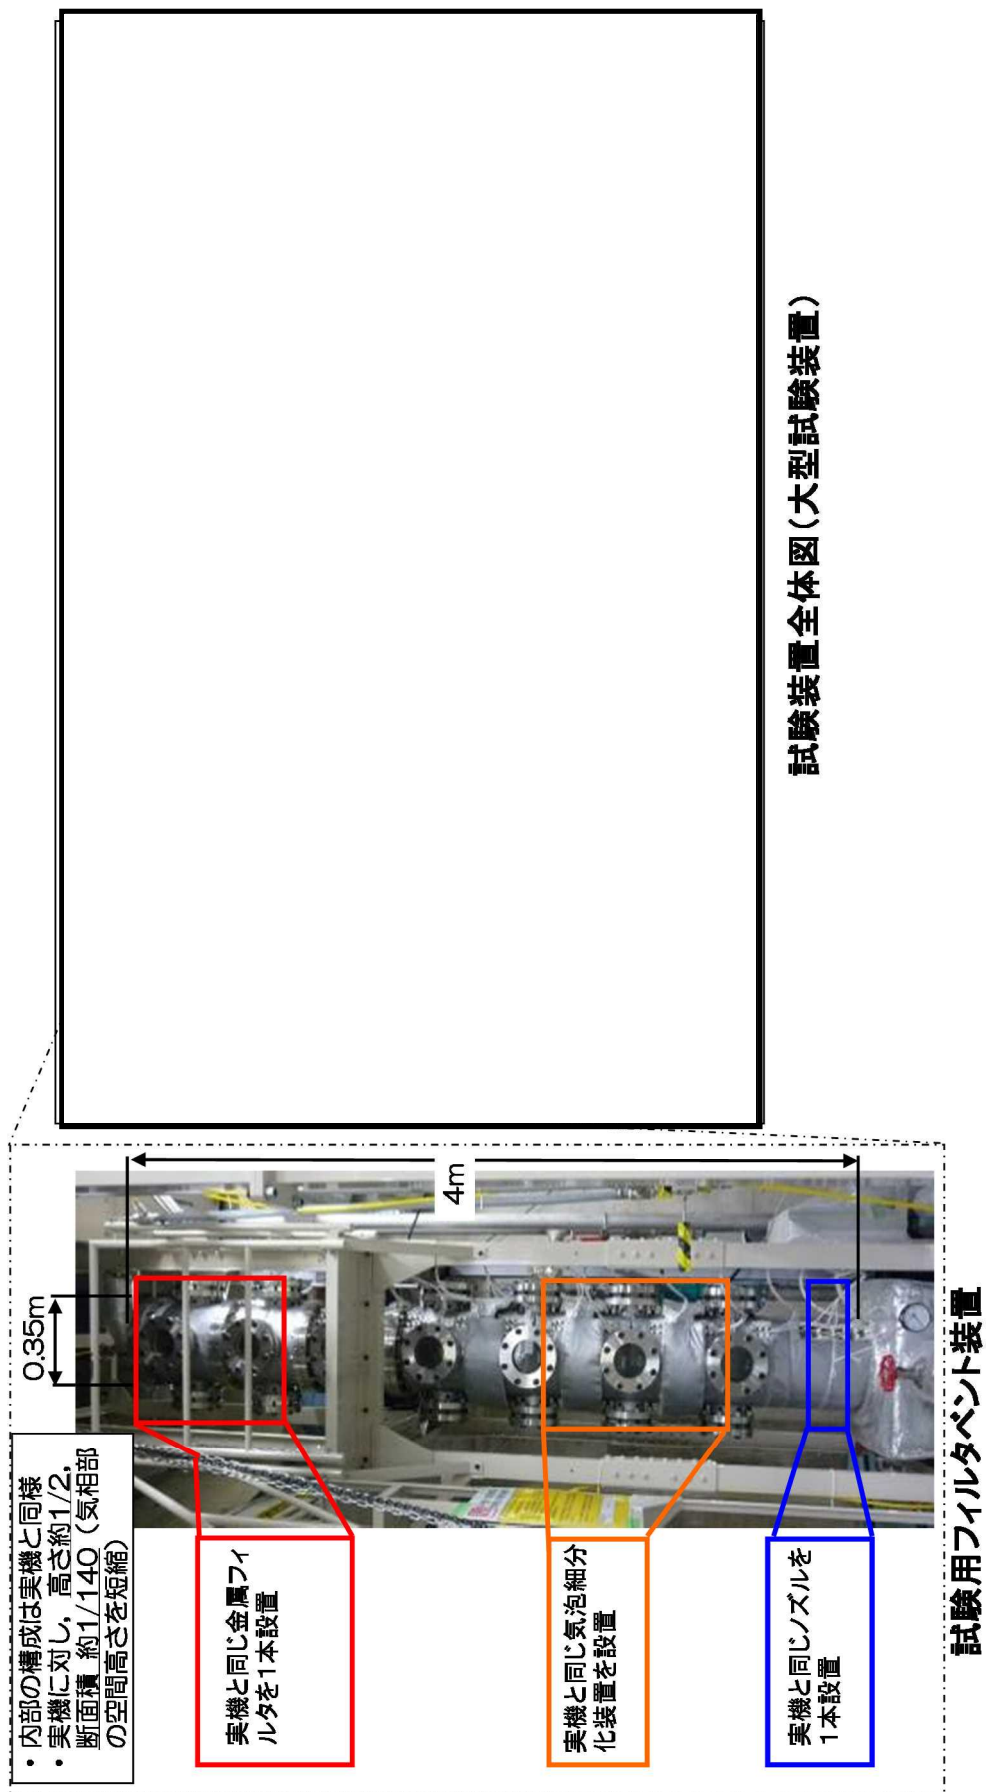 ・ 内部の構成は実機と同様
・ 実機に対し，高さ約1/2，
断面積 約1/140（気相部
の空間高さを短縮）
0.35m
4m
実機と同じ金属フィ
ルタを1本設置
実機と同じ気泡細分
化装置を設置
実機と同じノズルを
1本設置
試験用フィルタベント装置
試験装置全体図（大型試験装置）